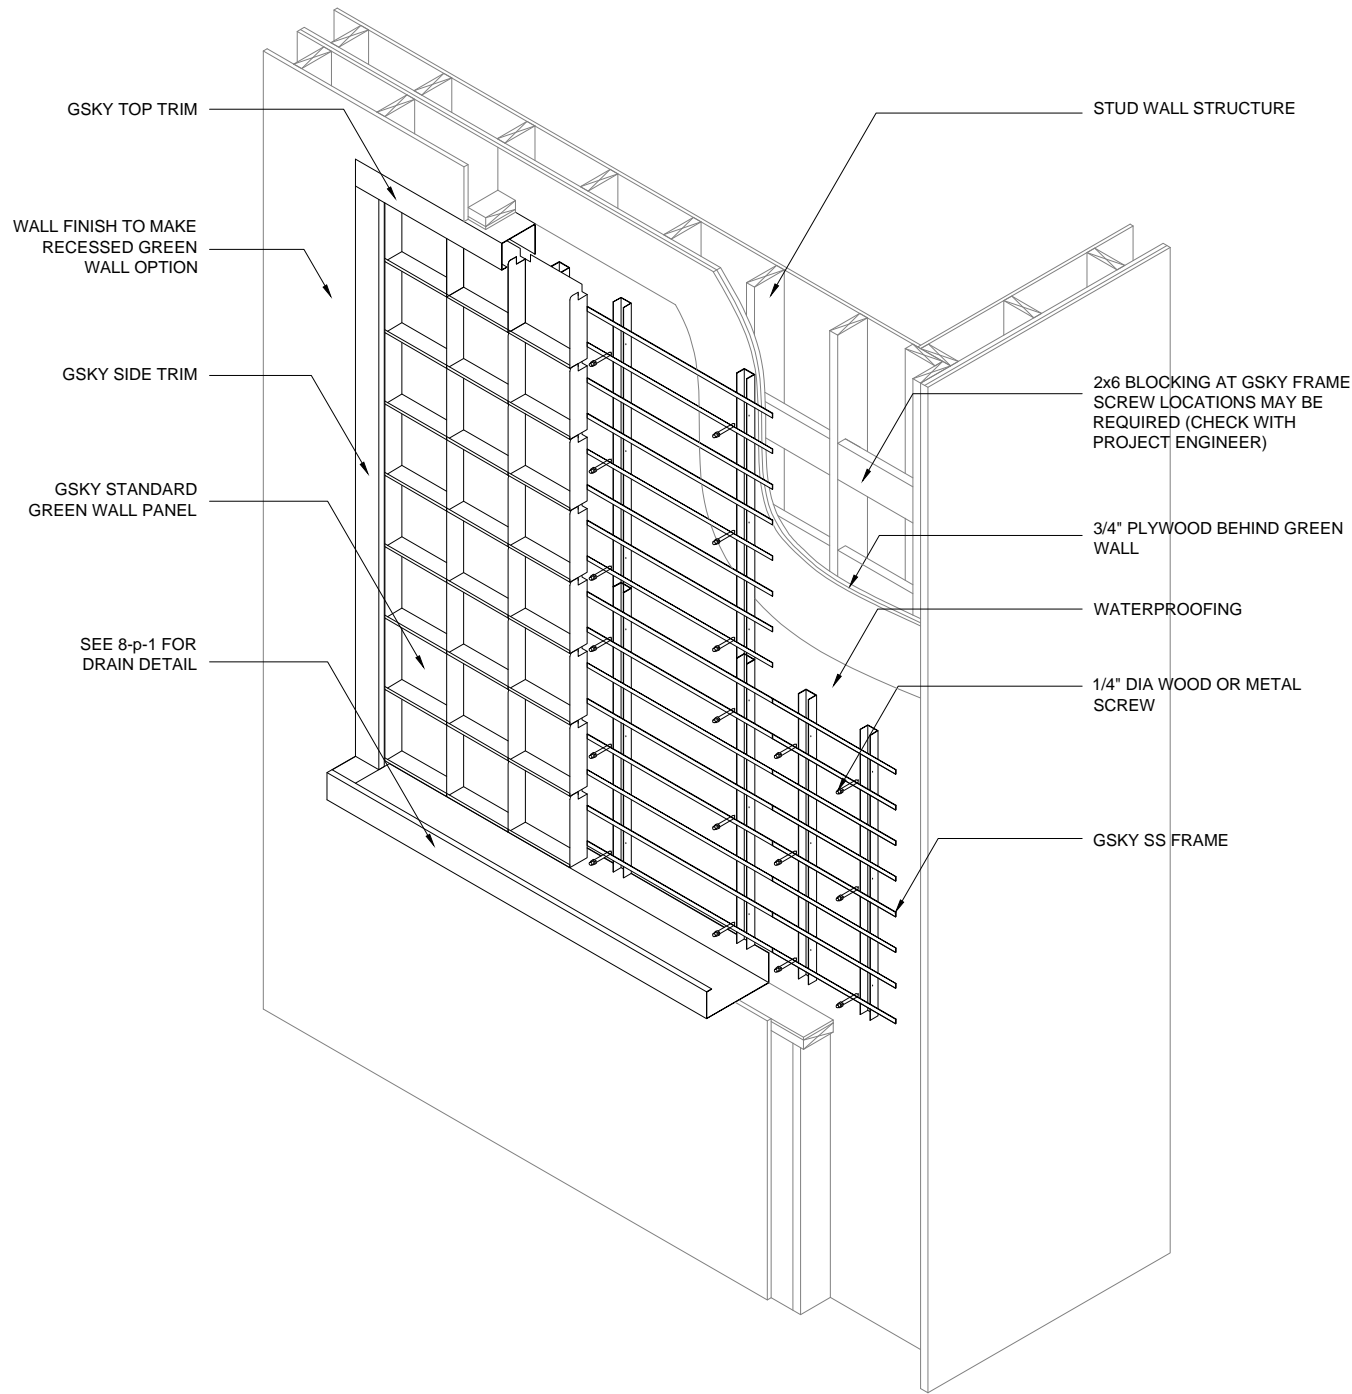 GSKY TOP TRIM
WALL FINISH TO MAKE
RECESSED GREEN
WALL OPTION
GSKY SIDE TRIM
GSKY STANDARD
GREEN WALL PANEL
SEE 8-p-1 FOR
DRAIN DETAIL
STUD WALL STRUCTURE
2x6 BLOCKING AT GSKY FRAME
SCREW LOCATIONS MAY BE
REQUIRED (CHECK WITH
PROJECT ENGINEER)
3/4" PLYWOOD BEHIND GREEN
WALL
WATERPROOFING
1/4" DIA WOOD OR METAL
SCREW
GSKY SS FRAME